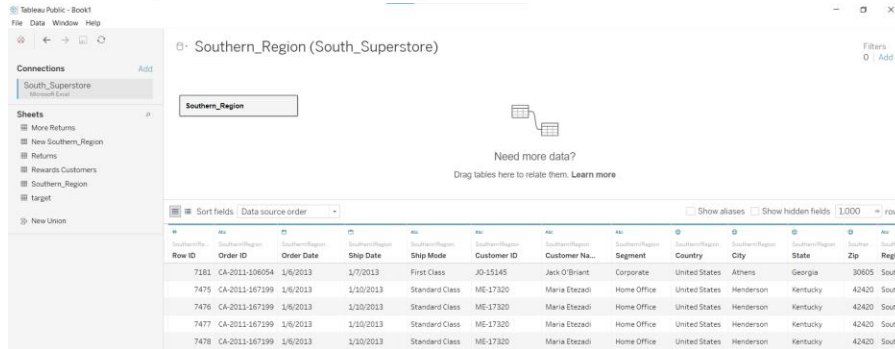 Tableau Public - Book1
File Data Window Help
Connections Add
South_Superstore
Microsoft Excel
Sheets
More Returns
New Southern_Region
Returns
Rewards Customers
Southern_Region
target
New Union
Southern_Region (South_Superstore)
Filters
0 Add
Southern_Region
Need more data?
Drag tables here to relate them. Learn more
Sort fields Data source order
Show aliases Show hidden fields 1,000
# Abc Abc Abc Abc Abc Abc
Row ID Order ID Order Date Ship Date Ship Mode Customer ID Customer Na... Segment Country City State Zip
7181 CA-2011-106054 1/6/2013 1/7/2013 First Class JO-15145 Jack O'Briant Corporate United States Athens Georgia 30605
7475 CA-2011-167199 1/6/2013 1/10/2013 Standard Class ME-17320 Maria Etezadi Home Office United States Henderson Kentucky 42420
7476 CA-2011-167199 1/6/2013 1/10/2013 Standard Class ME-17320 Maria Etezadi Home Office United States Henderson Kentucky 42420
7477 CA-2011-167199 1/6/2013 1/10/2013 Standard Class ME-17320 Maria Etezadi Home Office United States Henderson Kentucky 42420
7478 CA-2011-167199 1/6/2013 1/10/2013 Standard Class ME-17320 Maria Etezadi Home Office United States Henderson Kentucky 42420